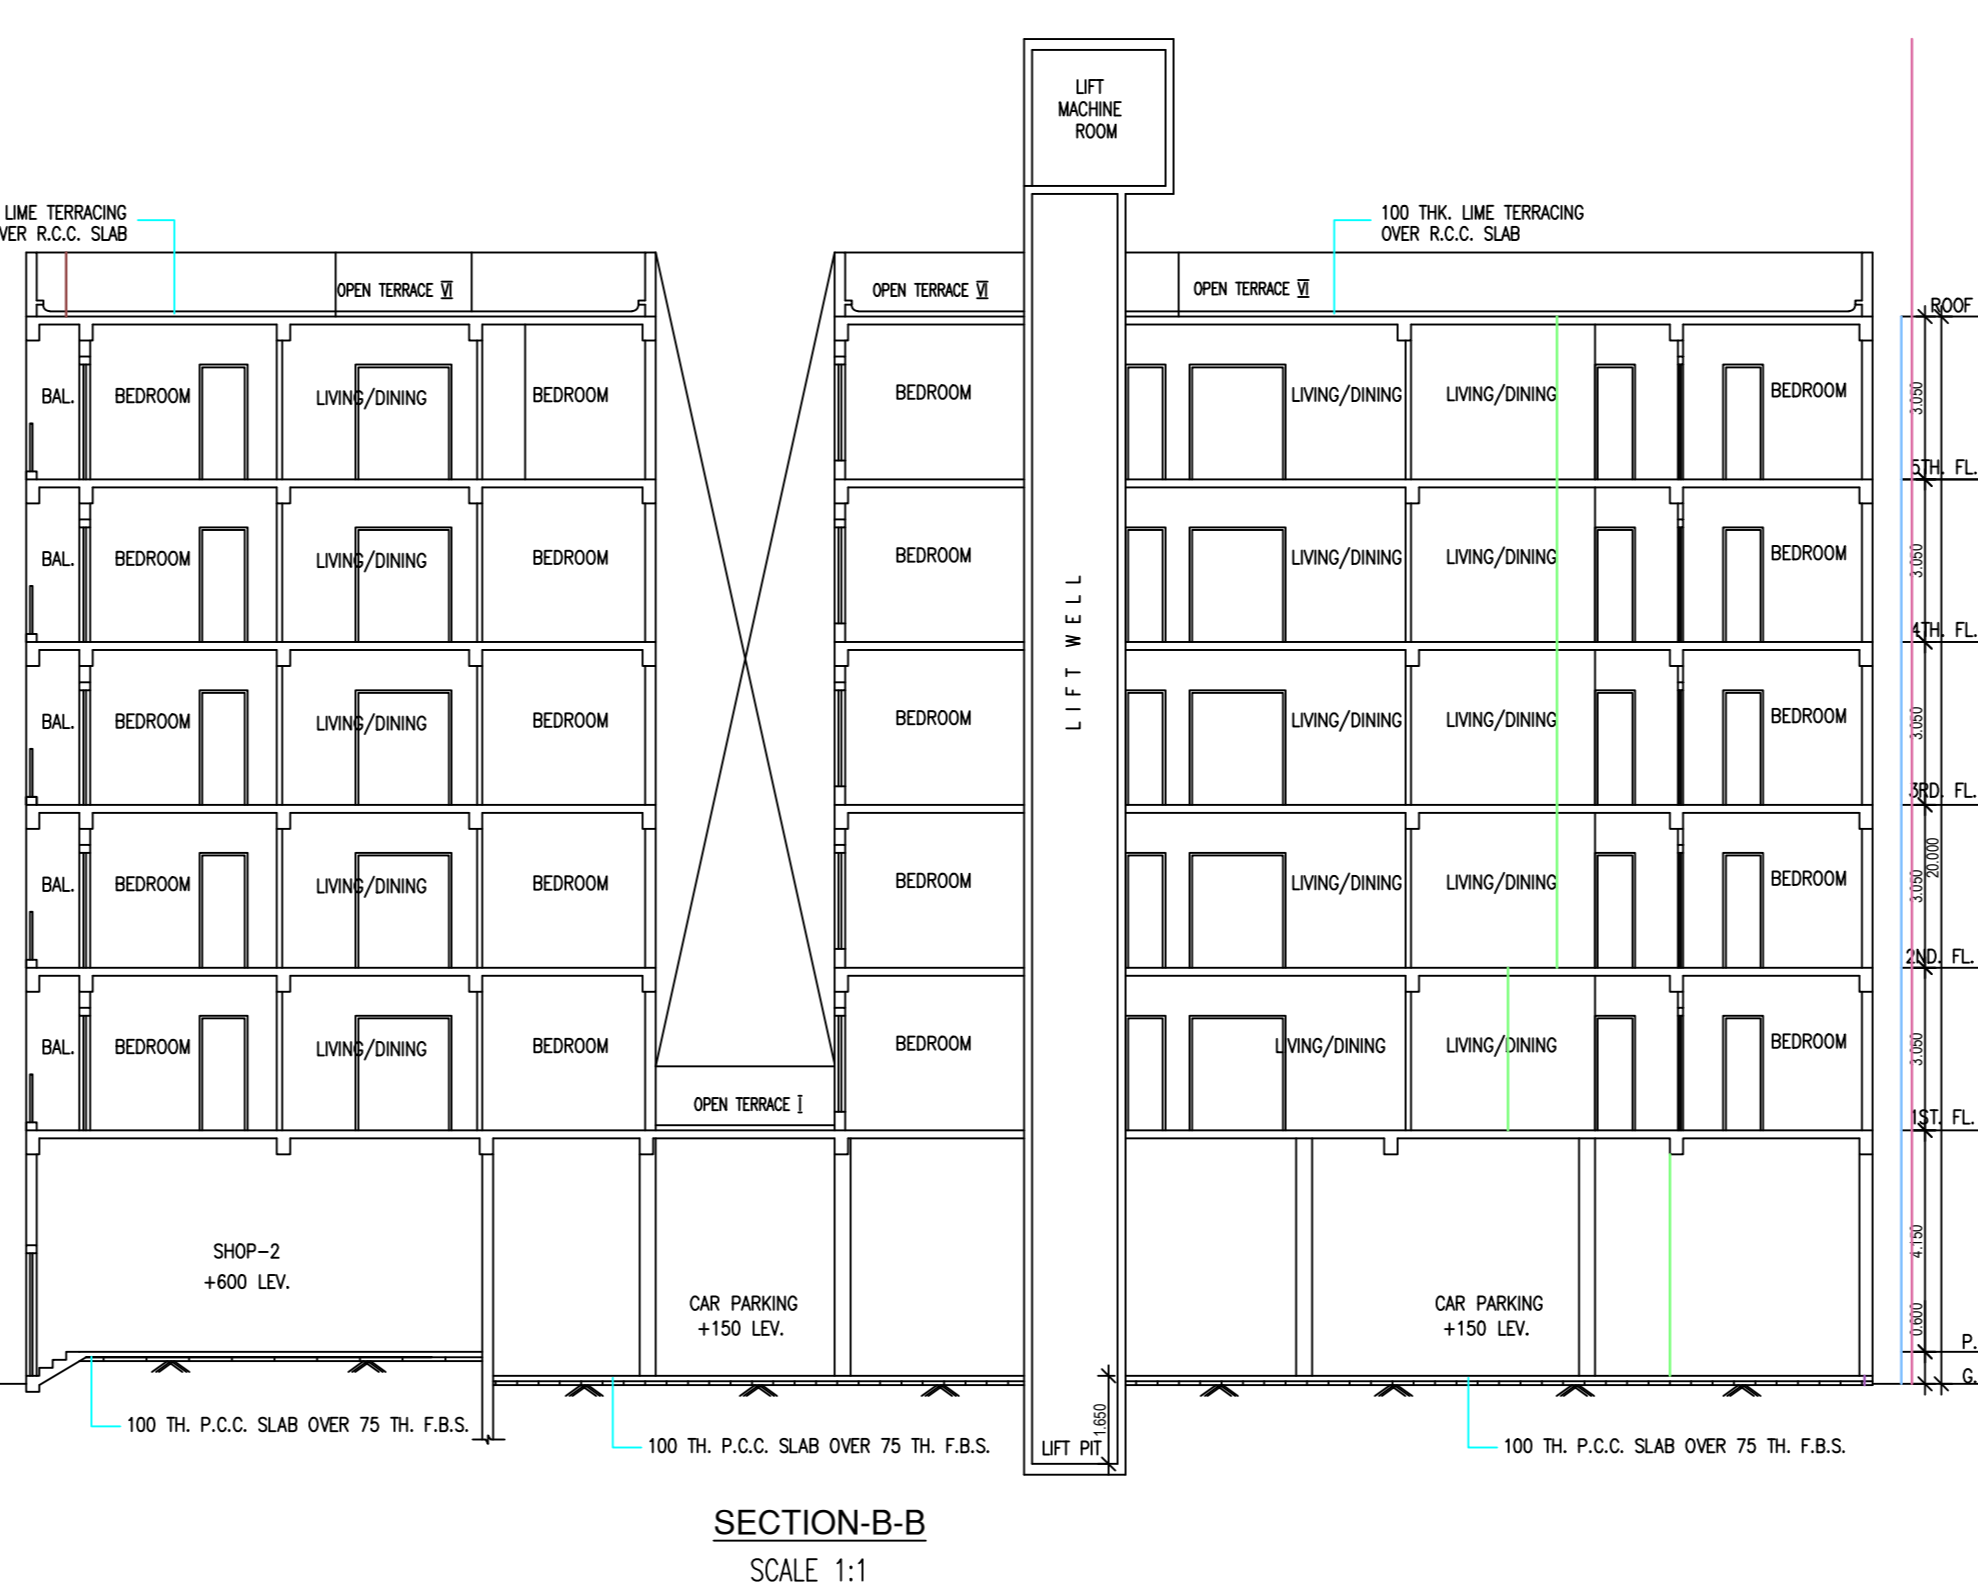 LIFT
MACHINE
ROOM
LIME TERRACING
VER R.C.C. SLAB
100 THK. LIME TERRACING
OVER R.C.C. SLAB
OPEN TERRACE VI
OPEN TERRACE VI
OPEN TERRACE VI
ROOF
BAL.
BEDROOM
LIVING/DINING
BEDROOM
BEDROOM
LIVING/DINING
LIVING/DINING
BEDROOM
3.050
5TH. FL.
BAL.
BEDROOM
LIVING/DINING
BEDROOM
BEDROOM
LIVING/DINING
LIVING/DINING
BEDROOM
3.050
4TH. FL.
LIFT WELL
BAL.
BEDROOM
LIVING/DINING
BEDROOM
BEDROOM
LIVING/DINING
LIVING/DINING
BEDROOM
3.050
3RD. FL.
20.000
BAL.
BEDROOM
LIVING/DINING
BEDROOM
BEDROOM
LIVING/DINING
LIVING/DINING
BEDROOM
3.050
2ND. FL.
BAL.
BEDROOM
LIVING/DINING
BEDROOM
BEDROOM
LIVING/DINING
LIVING/DINING
BEDROOM
3.050
OPEN TERRACE I
1ST. FL.
SHOP-2
+600 LEV.
CAR PARKING
+150 LEV.
CAR PARKING
+150 LEV.
4.150
0.600
P.
G.
100 TH. P.C.C. SLAB OVER 75 TH. F.B.S.
100 TH. P.C.C. SLAB OVER 75 TH. F.B.S.
LIFT PIT
1.650
100 TH. P.C.C. SLAB OVER 75 TH. F.B.S.
SECTION-B-B
SCALE 1:1